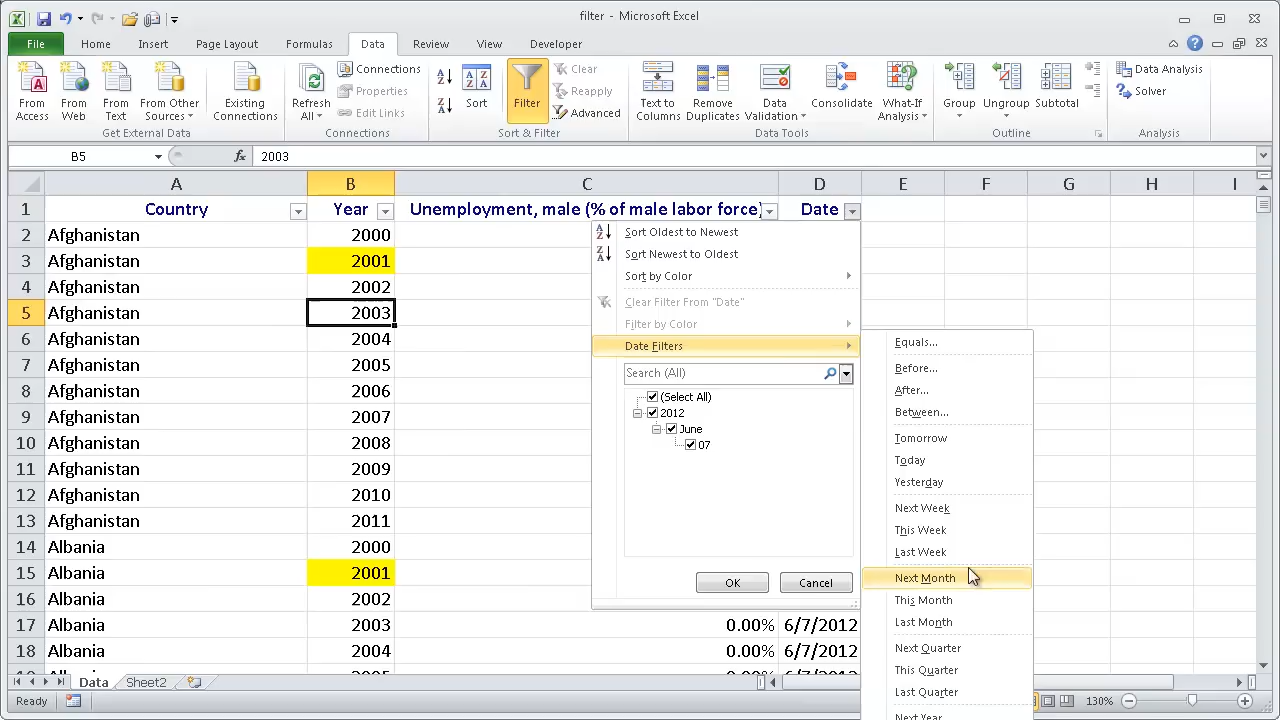 filter - Microsoft Excel
File Home Insert Page Layout Formulas Data Review View Developer
From Access
From Web
From Text
From Other Sources
Existing Connections
Get External Data
Refresh All
Connections
Properties
Edit Links
Connections
Sort
Filter
Clear
Reapply
Advanced
Sort & Filter
Text to Columns
Remove Duplicates
Data Validation
Consolidate
What-If Analysis
Data Tools
Group
Ungroup
Subtotal
Outline
Data Analysis
Solver
Analysis
B5 fx 2003
A B C D E F G H I
1 Country Year Unemployment, male (% of male labor force) Date
2 Afghanistan 2000
3 Afghanistan 2001
4 Afghanistan 2002
5 Afghanistan 2003
6 Afghanistan 2004
7 Afghanistan 2005
8 Afghanistan 2006
9 Afghanistan 2007
10 Afghanistan 2008
11 Afghanistan 2009
12 Afghanistan 2010
13 Afghanistan 2011
14 Albania 2000
15 Albania 2001
16 Albania 2002
17 Albania 2003 0.00% 6/7/2012
18 Albania 2004 0.00% 6/7/2012
Sort Oldest to Newest
Sort Newest to Oldest
Sort by Color
Clear Filter From "Date"
Filter by Color
Date Filters
Search (All)
(Select All)
2012
June
07
OK Cancel
Equals...
Before...
After...
Between...
Tomorrow
Today
Yesterday
Next Week
This Week
Last Week
Next Month
This Month
Last Month
Next Quarter
This Quarter
Last Quarter
Next Year
Data Sheet2
Ready 130%